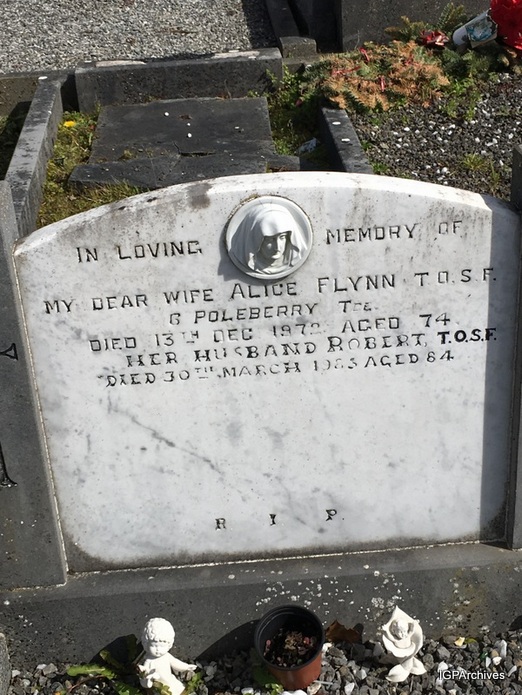 IN LOVING MEMORY OF
MY DEAR WIFE ALICE FLYNN T.O.S.F.
6 POLEBERRY TCE.
DIED 13TH DEC 1972 AGED 74
HER HUSBAND ROBERT, T.O.S.F.
DIED 30TH MARCH 1983 AGED 84
R I P.
IGPArchives